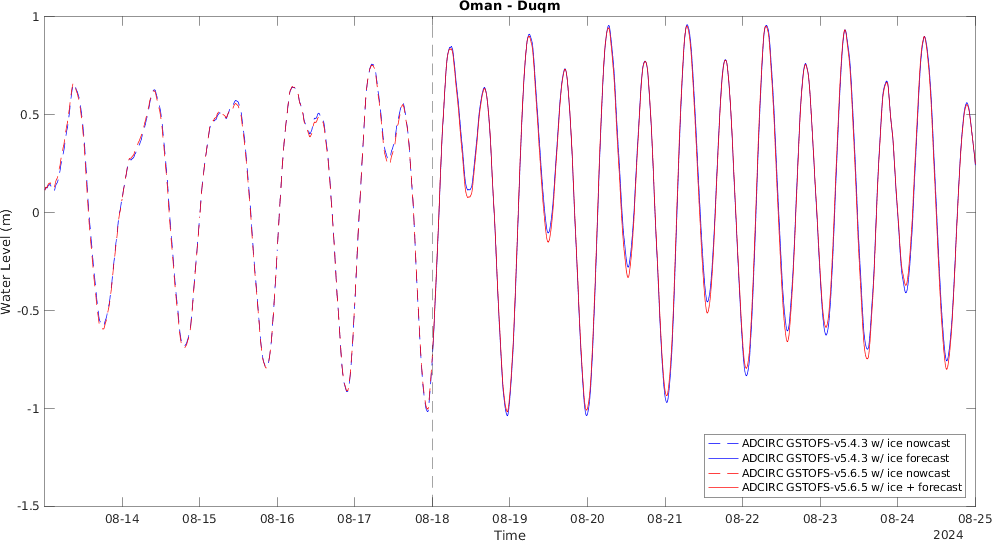 Oman - Duqm
1
0.5
0
-0.5
-1
-1.5
Water Level (m)
08-14 08-15 08-16 08-17 08-18 08-19 08-20 08-21 08-22 08-23 08-24 08-25
Time
2024
ADCIRC GSTOFS-v5.4.3 w/ ice nowcast
ADCIRC GSTOFS-v5.4.3 w/ ice forecast
ADCIRC GSTOFS-v5.6.5 w/ ice nowcast
ADCIRC GSTOFS-v5.6.5 w/ ice + forecast